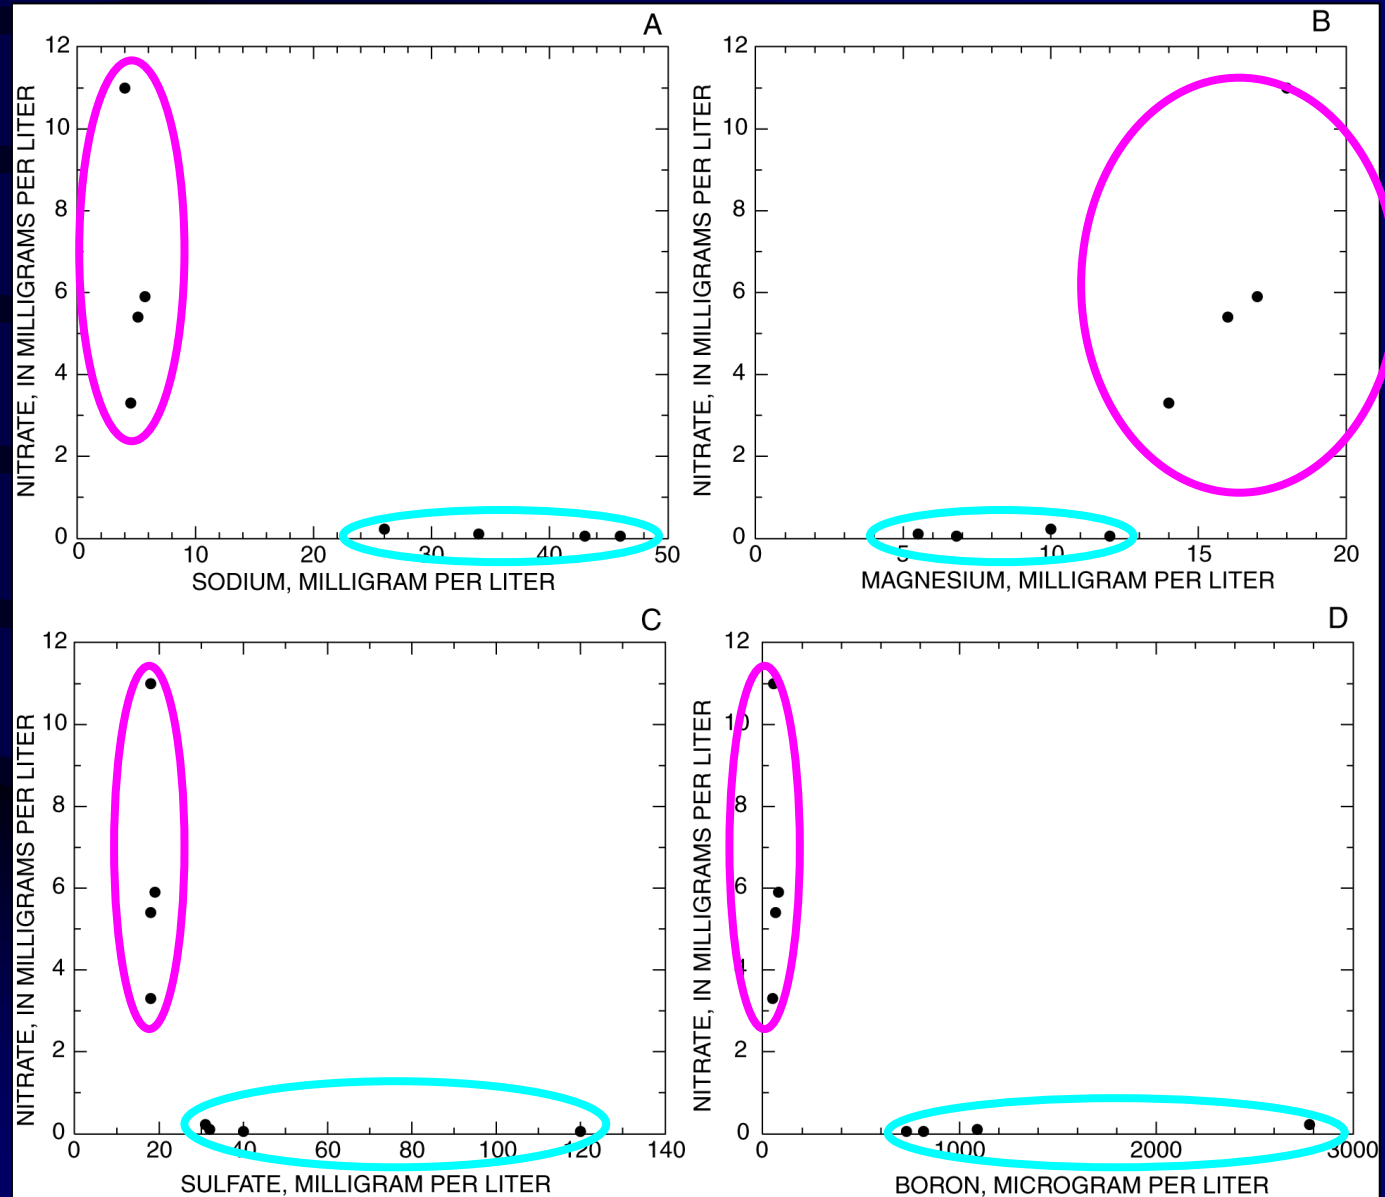 A
12
10
8
6
4
2
0
NITRATE, IN MILLIGRAMS PER LITER
0 10 20 30 40 50
SODIUM, MILLIGRAM PER LITER
B
12
10
8
6
4
2
0
NITRATE, IN MILLIGRAMS PER LITER
0 5 10 15 20
MAGNESIUM, MILLIGRAM PER LITER
C
12
10
8
6
4
2
0
NITRATE, IN MILLIGRAMS PER LITER
0 20 40 60 80 100 120 140
SULFATE, MILLIGRAM PER LITER
D
12
10
8
6
4
2
0
NITRATE, IN MILLIGRAMS PER LITER
0 1000 2000 3000
BORON, MICROGRAM PER LITER